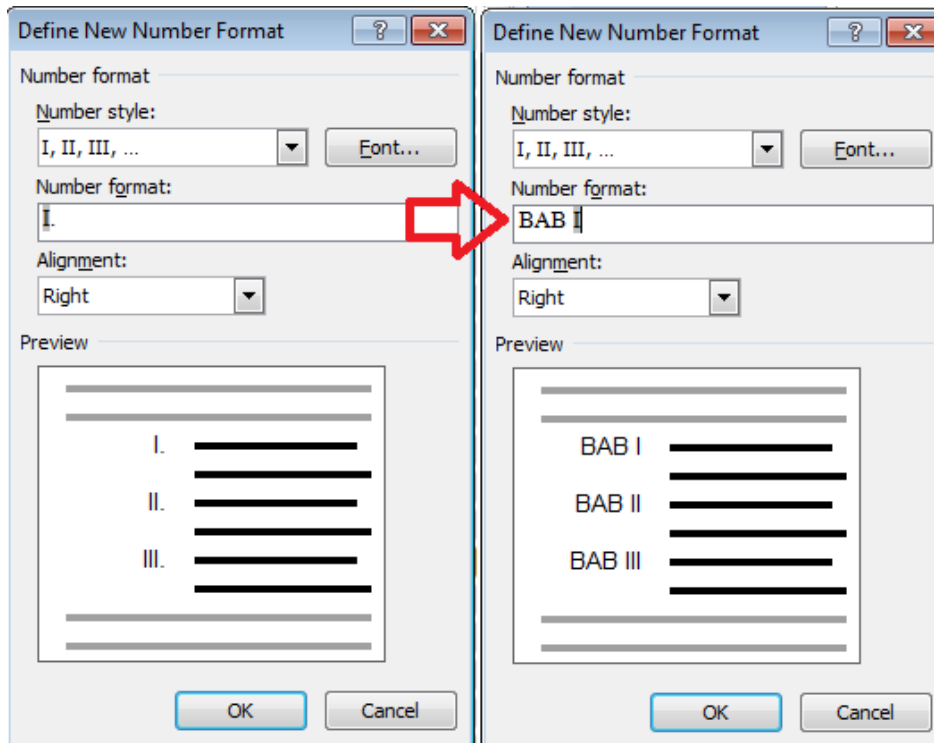 Define New Number Format
Number format
Number style:
I, II, III, ...
Font...
Number format:
I.
Alignment:
Right
Preview
I.
II.
III.
OK
Cancel
Define New Number Format
Number format
Number style:
I, II, III, ...
Font...
Number format:
BAB I
Alignment:
Right
Preview
BAB I
BAB II
BAB III
OK
Cancel